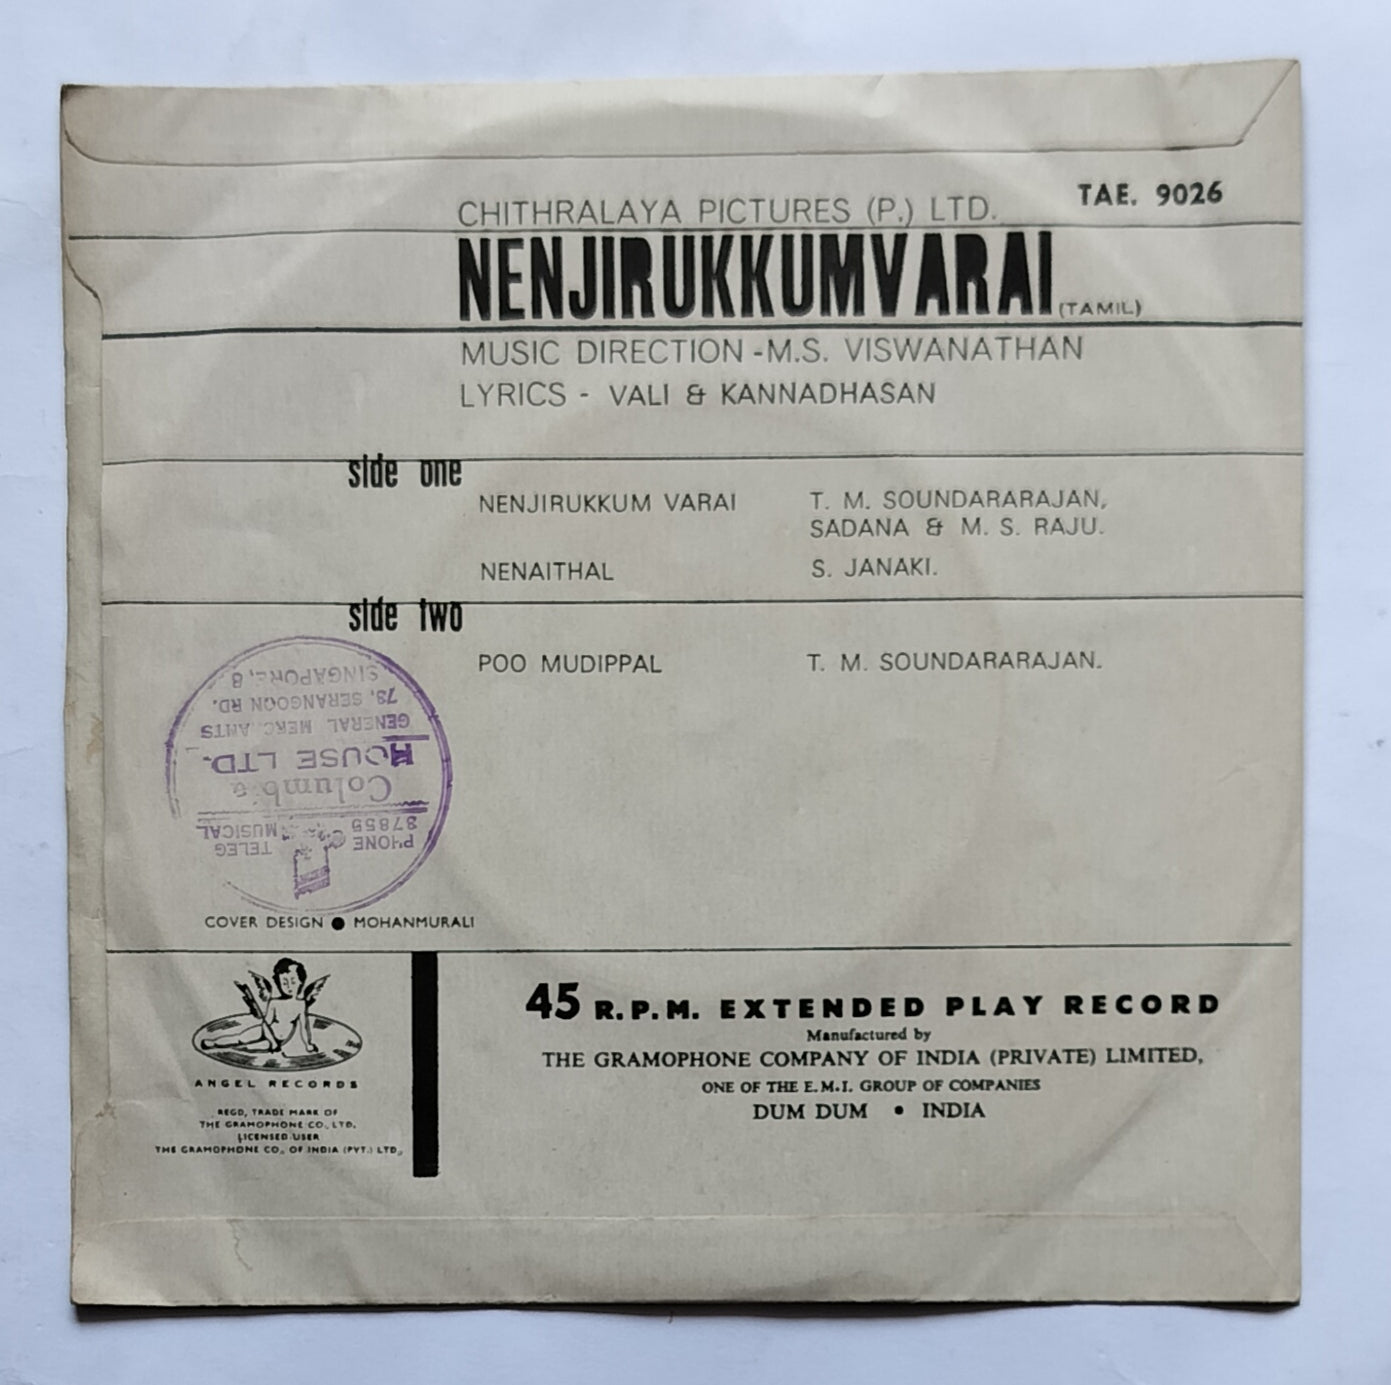 TAE. 9026
CHITHRALAYA PICTURES (P.) LTD.
NENJIRUKKUMVARAI (TAMIL)
MUSIC DIRECTION -M.S. VISWANATHAN
LYRICS - VALI & KANNADHASAN
side one
NENJIRUKKUM VARAI T. M. SOUNDARARAJAN,
SADANA & M. S. RAJU.
NENAITHAL S. JANAKI.
side two
POO MUDIPPAL T. M. SOUNDARARAJAN.
PHONE TELEG
87855 MUSICAL
Columbia
HOUSE LTD.
GENERAL MERCHANTS
73, SERANGOON RD.
SINGAPORE, 8
COVER DESIGN ● MOHANMURALI
ANGEL RECORDS
REGD, TRADE MARK OF
THE GRAMOPHONE CO., LTD.
LICENSED USER
THE GRAMOPHONE CO., OF INDIA (PVT.) LTD.,
45 R.P.M. EXTENDED PLAY RECORD
Manufactured by
THE GRAMOPHONE COMPANY OF INDIA (PRIVATE) LIMITED,
ONE OF THE E.M.I. GROUP OF COMPANIES
DUM DUM • INDIA